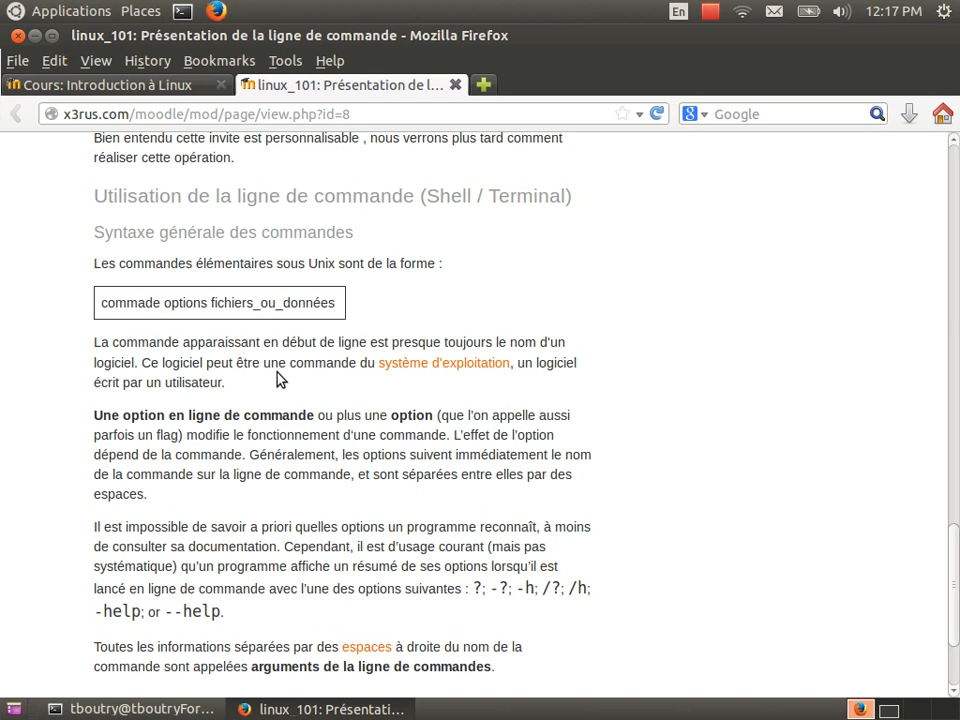 Applications Places En 12:17 PM
linux_101: Présentation de la ligne de commande - Mozilla Firefox
File Edit View History Bookmarks Tools Help
Cours: Introduction à Linux linux_101: Présentation de l...
x3rus.com/moodle/mod/page/view.php?id=8 Google
Bien entendu cette invite est personnalisable , nous verrons plus tard comment
réaliser cette opération.
Utilisation de la ligne de commande (Shell / Terminal)
Syntaxe générale des commandes
Les commandes élémentaires sous Unix sont de la forme :
commade options fichiers_ou_données
La commande apparaissant en début de ligne est presque toujours le nom d'un
logiciel. Ce logiciel peut être une commande du système d'exploitation, un logiciel
écrit par un utilisateur.
Une option en ligne de commande ou plus une option (que l'on appelle aussi
parfois un flag) modifie le fonctionnement d'une commande. L'effet de l'option
dépend de la commande. Généralement, les options suivent immédiatement le nom
de la commande sur la ligne de commande, et sont séparées entre elles par des
espaces.
Il est impossible de savoir a priori quelles options un programme reconnaît, à moins
de consulter sa documentation. Cependant, il est d'usage courant (mais pas
systématique) qu'un programme affiche un résumé de ses options lorsqu'il est
lancé en ligne de commande avec l'une des options suivantes : ?; -?; -h; /?; /h;
-help; or --help.
Toutes les informations séparées par des espaces à droite du nom de la
commande sont appelées arguments de la ligne de commandes.
tboutry@tboutryFor... linux_101: Présentati...